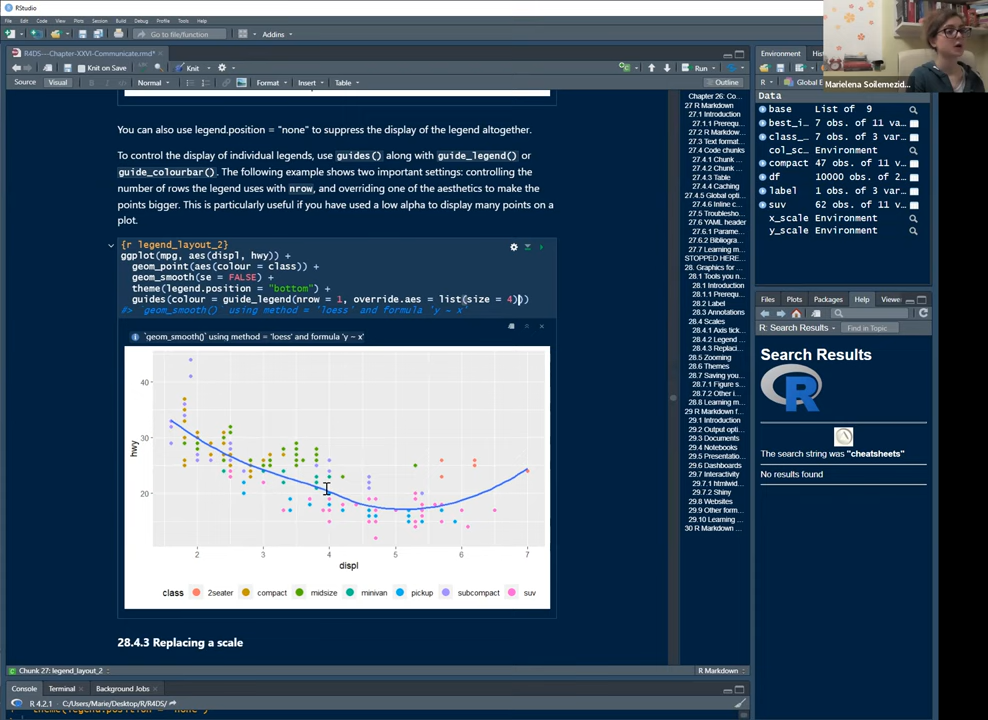 RStudio
File Edit Code View Plots Session Build Debug Profile Tools Help
Go to file/function
Addins
R4DS---Chapter-XXVI-Communicate.rmd*
Knit on Save
Knit
Run
Source Visual
Normal
Format
Insert
Table
Outline
You can also use legend.position = "none" to suppress the display of the legend altogether.
To control the display of individual legends, use guides() along with guide_legend() or
guide_colourbar(). The following example shows two important settings: controlling the
number of rows the legend uses with nrow, and overriding one of the aesthetics to make the
points bigger. This is particularly useful if you have used a low alpha to display many points on a
plot.
{r legend_layout_2}
ggplot(mpg, aes(displ, hwy)) +
geom_point(aes(colour = class)) +
geom_smooth(se = FALSE) +
theme(legend.position = "bottom") +
guides(colour = guide_legend(nrow = 1, override.aes = list(size = 4)))
#> `geom_smooth()` using method = 'loess' and formula 'y ~ x'
`geom_smooth()` using method = 'loess' and formula 'y ~ x'
40
30
20
hwy
2 3 4 5 6 7
displ
class 2seater compact midsize minivan pickup subcompact suv
28.4.3 Replacing a scale
Chunk 27: legend_layout_2
R Markdown
Console Terminal Background Jobs
R 4.2.1 · C:/Users/Marie/Desktop/R/R4DS/
theme(legend.position = "none")
Chapter 26: Co...
27 R Markdown
27.1 Introduction
27.1.1 Prerequ...
27.2 R Markdow...
27.3 Text format...
27.4 Code chunks
27.4.1 Chunk ...
27.4.2 Chunk ...
27.4.3 Table
27.4.4 Caching
27.4.5 Global opti...
27.4.6 Inline c...
27.5 Troublesho...
27.6 YAML header
27.6.1 Parame...
27.6.2 Bibliogra...
27.7 Learning m...
STOPPED HERE...
28. Graphics for ...
28.1 Tools you n...
28.1 Introduction
28.1.1 Prerequ...
28.2 Label
28.3 Annotations
28.4 Scales
28.4.1 Axis tick...
28.4.2 Legend ...
28.4.3 Replaci...
28.5 Zooming
28.6 Themes
28.7 Saving you...
28.7.1 Figure s...
28.7.2 Other i...
28.8 Learning m...
29 R Markdown f...
29.1 Introduction
29.2 Output opti...
29.3 Documents
29.4 Notebooks
29.5 Presentatio...
29.6 Dashboards
29.7 Interactivity
29.7.1 htmlwid...
29.7.2 Shiny
29.8 Websites
29.9 Other form...
29.10 Learning ...
30 R Markdown ...
Marielena Soilemezid...
Environment
R
Global E
Data
base List of 9
best_i... 7 obs. of 11 va...
class_... 7 obs. of 3 var...
col_sc... Environment
compact 47 obs. of 11 v...
df 10000 obs. of 2...
label 1 obs. of 3 vari...
suv 62 obs. of 11 v...
x_scale Environment
y_scale Environment
Files Plots Packages Help Viewe
R: Search Results
Find in Topic
Search Results
R
The search string was "cheatsheets"
No results found